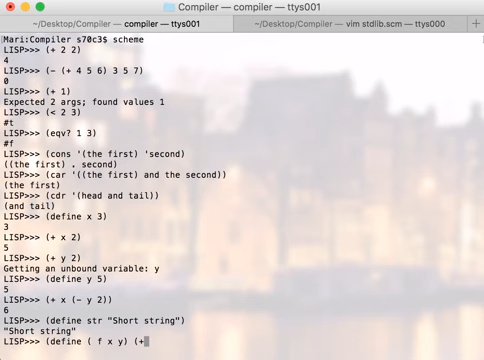 Compiler — compiler — ttys001
~/Desktop/Compiler — compiler — ttys001
~/Desktop/Compiler — vim stdlib.scm — ttys000
Mari:Compiler s70c3$ scheme
LISP>>> (+ 2 2)
4
LISP>>> (- (+ 4 5 6) 3 5 7)
0
LISP>>> (+ 1)
Expected 2 args; found values 1
LISP>>> (< 2 3)
#t
LISP>>> (eqv? 1 3)
#f
LISP>>> (cons '(the first) 'second)
((the first) . second)
LISP>>> (car '((the first) and the second))
(the first)
LISP>>> (cdr '(head and tail))
(and tail)
LISP>>> (define x 3)
3
LISP>>> (+ x 2)
5
LISP>>> (+ y 2)
Getting an unbound variable: y
LISP>>> (define y 5)
5
LISP>>> (+ x (- y 2))
6
LISP>>> (define str "Short string")
"Short string"
LISP>>> (define ( f x y) (+